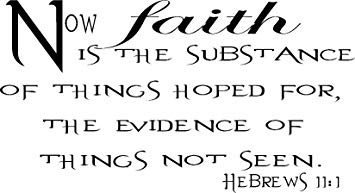 Now faith
is the substance
of things hoped for,
the evidence of
things not seen.
Hebrews 11:1